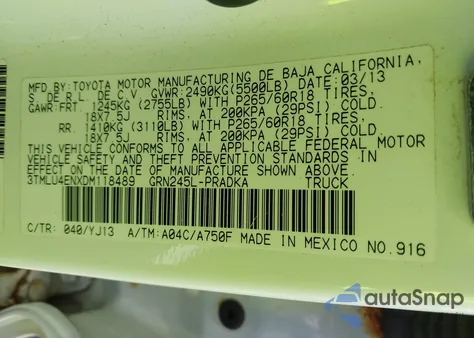 MFD.BY:TOYOTA MOTOR MANUFACTURING DE BAJA CALIFORNIA,
S. DE R.L. DE C.V. GVWR:2490KG(5500LB) DATE:03/13
GAWR-FRT. 1245KG (2755LB) WITH P265/60R18 TIRES,
18X7.5J RIMS, AT 200KPA (29PSI) COLD.
RR. 1410KG (3110LB) WITH P265/60R18 TIRES,
18X7.5J RIMS, AT 200KPA (29PSI) COLD.
THIS VEHICLE CONFORMS TO ALL APPLICABLE FEDERAL MOTOR
VEHICLE SAFETY AND THEFT PREVENTION STANDARDS IN
EFFECT ON THE DATE OF MANUFACTURE SHOWN ABOVE.
3TMLU4ENXDM118489 GRN245L-PRADKA TRUCK
C/TR: 040/YJ13 A/TM:A04C/A750F MADE IN MEXICO NO.916
autoSnap